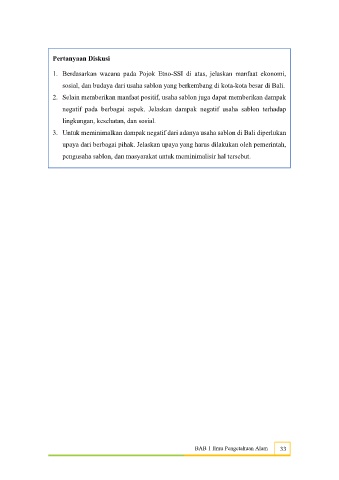 Pertanyaan Diskusi
1. Berdasarkan wacana pada Pojok Etno-SSI di atas, jelaskan manfaat ekonomi,
sosial, dan budaya dari usaha sablon yang berkembang di kota-kota besar di Bali.
2. Selain memberikan manfaat positif, usaha sablon juga dapat memberikan dampak
negatif pada berbagai aspek. Jelaskan dampak negatif usaha sablon terhadap
lingkungan, kesehatan, dan sosial.
3. Untuk meminimalkan dampak negatif dari adanya usaha sablon di Bali diperlukan
upaya dari berbagai pihak. Jelaskan upaya yang harus dilakukan oleh pemerintah,
pengusaha sablon, dan masyarakat untuk meminimalisir hal tersebut.
BAB 1 Ilmu Pengetahuan Alam 33